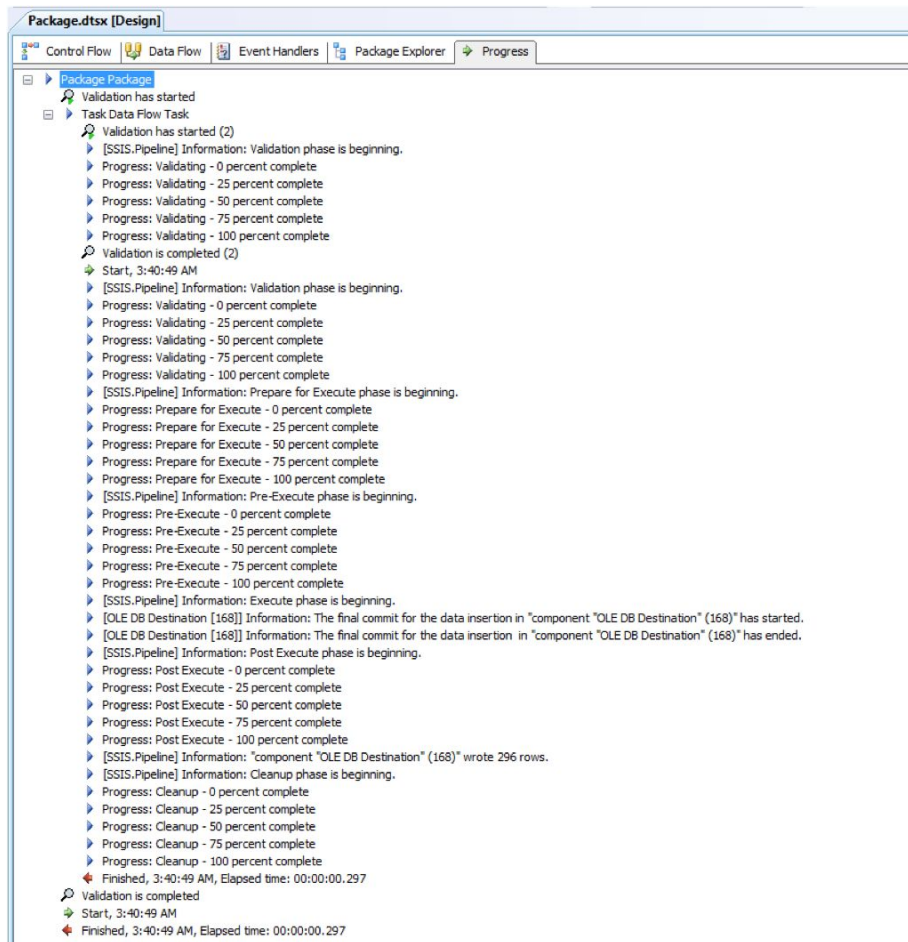 Package.dtsx [Design]
Control Flow Data Flow Event Handlers Package Explorer Progress
Package Package
Validation has started
Task Data Flow Task
Validation has started (2)
[SSIS.Pipeline] Information: Validation phase is beginning.
Progress: Validating - 0 percent complete
Progress: Validating - 25 percent complete
Progress: Validating - 50 percent complete
Progress: Validating - 75 percent complete
Progress: Validating - 100 percent complete
Validation is completed (2)
Start, 3:40:49 AM
[SSIS.Pipeline] Information: Validation phase is beginning.
Progress: Validating - 0 percent complete
Progress: Validating - 25 percent complete
Progress: Validating - 50 percent complete
Progress: Validating - 75 percent complete
Progress: Validating - 100 percent complete
[SSIS.Pipeline] Information: Prepare for Execute phase is beginning.
Progress: Prepare for Execute - 0 percent complete
Progress: Prepare for Execute - 25 percent complete
Progress: Prepare for Execute - 50 percent complete
Progress: Prepare for Execute - 75 percent complete
Progress: Prepare for Execute - 100 percent complete
[SSIS.Pipeline] Information: Pre-Execute phase is beginning.
Progress: Pre-Execute - 0 percent complete
Progress: Pre-Execute - 25 percent complete
Progress: Pre-Execute - 50 percent complete
Progress: Pre-Execute - 75 percent complete
Progress: Pre-Execute - 100 percent complete
[SSIS.Pipeline] Information: Execute phase is beginning.
[OLE DB Destination [168]] Information: The final commit for the data insertion in "component "OLE DB Destination" (168)" has started.
[OLE DB Destination [168]] Information: The final commit for the data insertion  in "component "OLE DB Destination" (168)" has ended.
[SSIS.Pipeline] Information: Post Execute phase is beginning.
Progress: Post Execute - 0 percent complete
Progress: Post Execute - 25 percent complete
Progress: Post Execute - 50 percent complete
Progress: Post Execute - 75 percent complete
Progress: Post Execute - 100 percent complete
[SSIS.Pipeline] Information: "component "OLE DB Destination" (168)" wrote 296 rows.
[SSIS.Pipeline] Information: Cleanup phase is beginning.
Progress: Cleanup - 0 percent complete
Progress: Cleanup - 25 percent complete
Progress: Cleanup - 50 percent complete
Progress: Cleanup - 75 percent complete
Progress: Cleanup - 100 percent complete
Finished, 3:40:49 AM, Elapsed time: 00:00:00.297
Validation is completed
Start, 3:40:49 AM
Finished, 3:40:49 AM, Elapsed time: 00:00:00.297